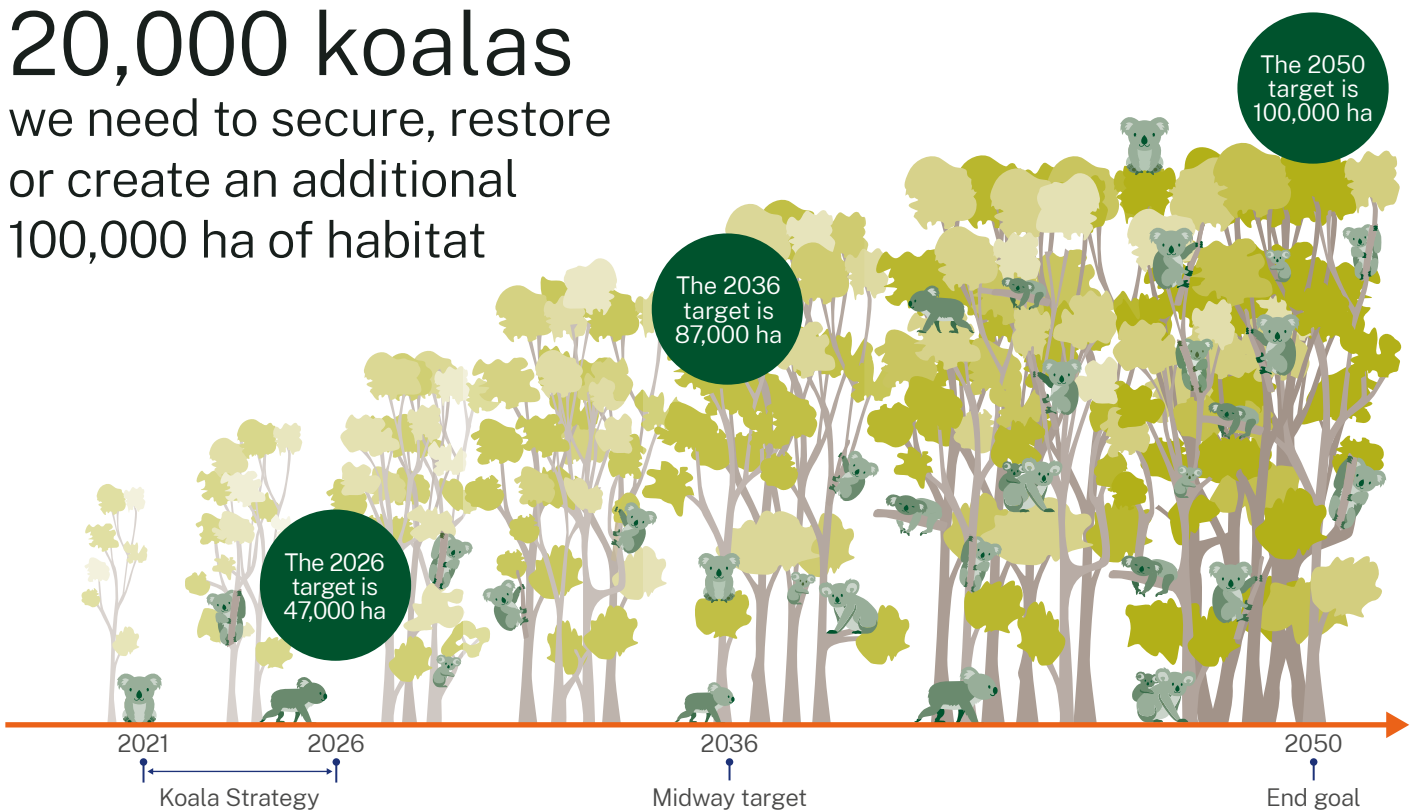 20,000 koalas
we need to secure, restore
or create an additional
100,000 ha of habitat
The 2050
target is
100,000 ha
The 2036
target is
87,000 ha
The 2026
target is
47,000 ha
2021
2026
2036
2050
Koala Strategy
Midway target
End goal